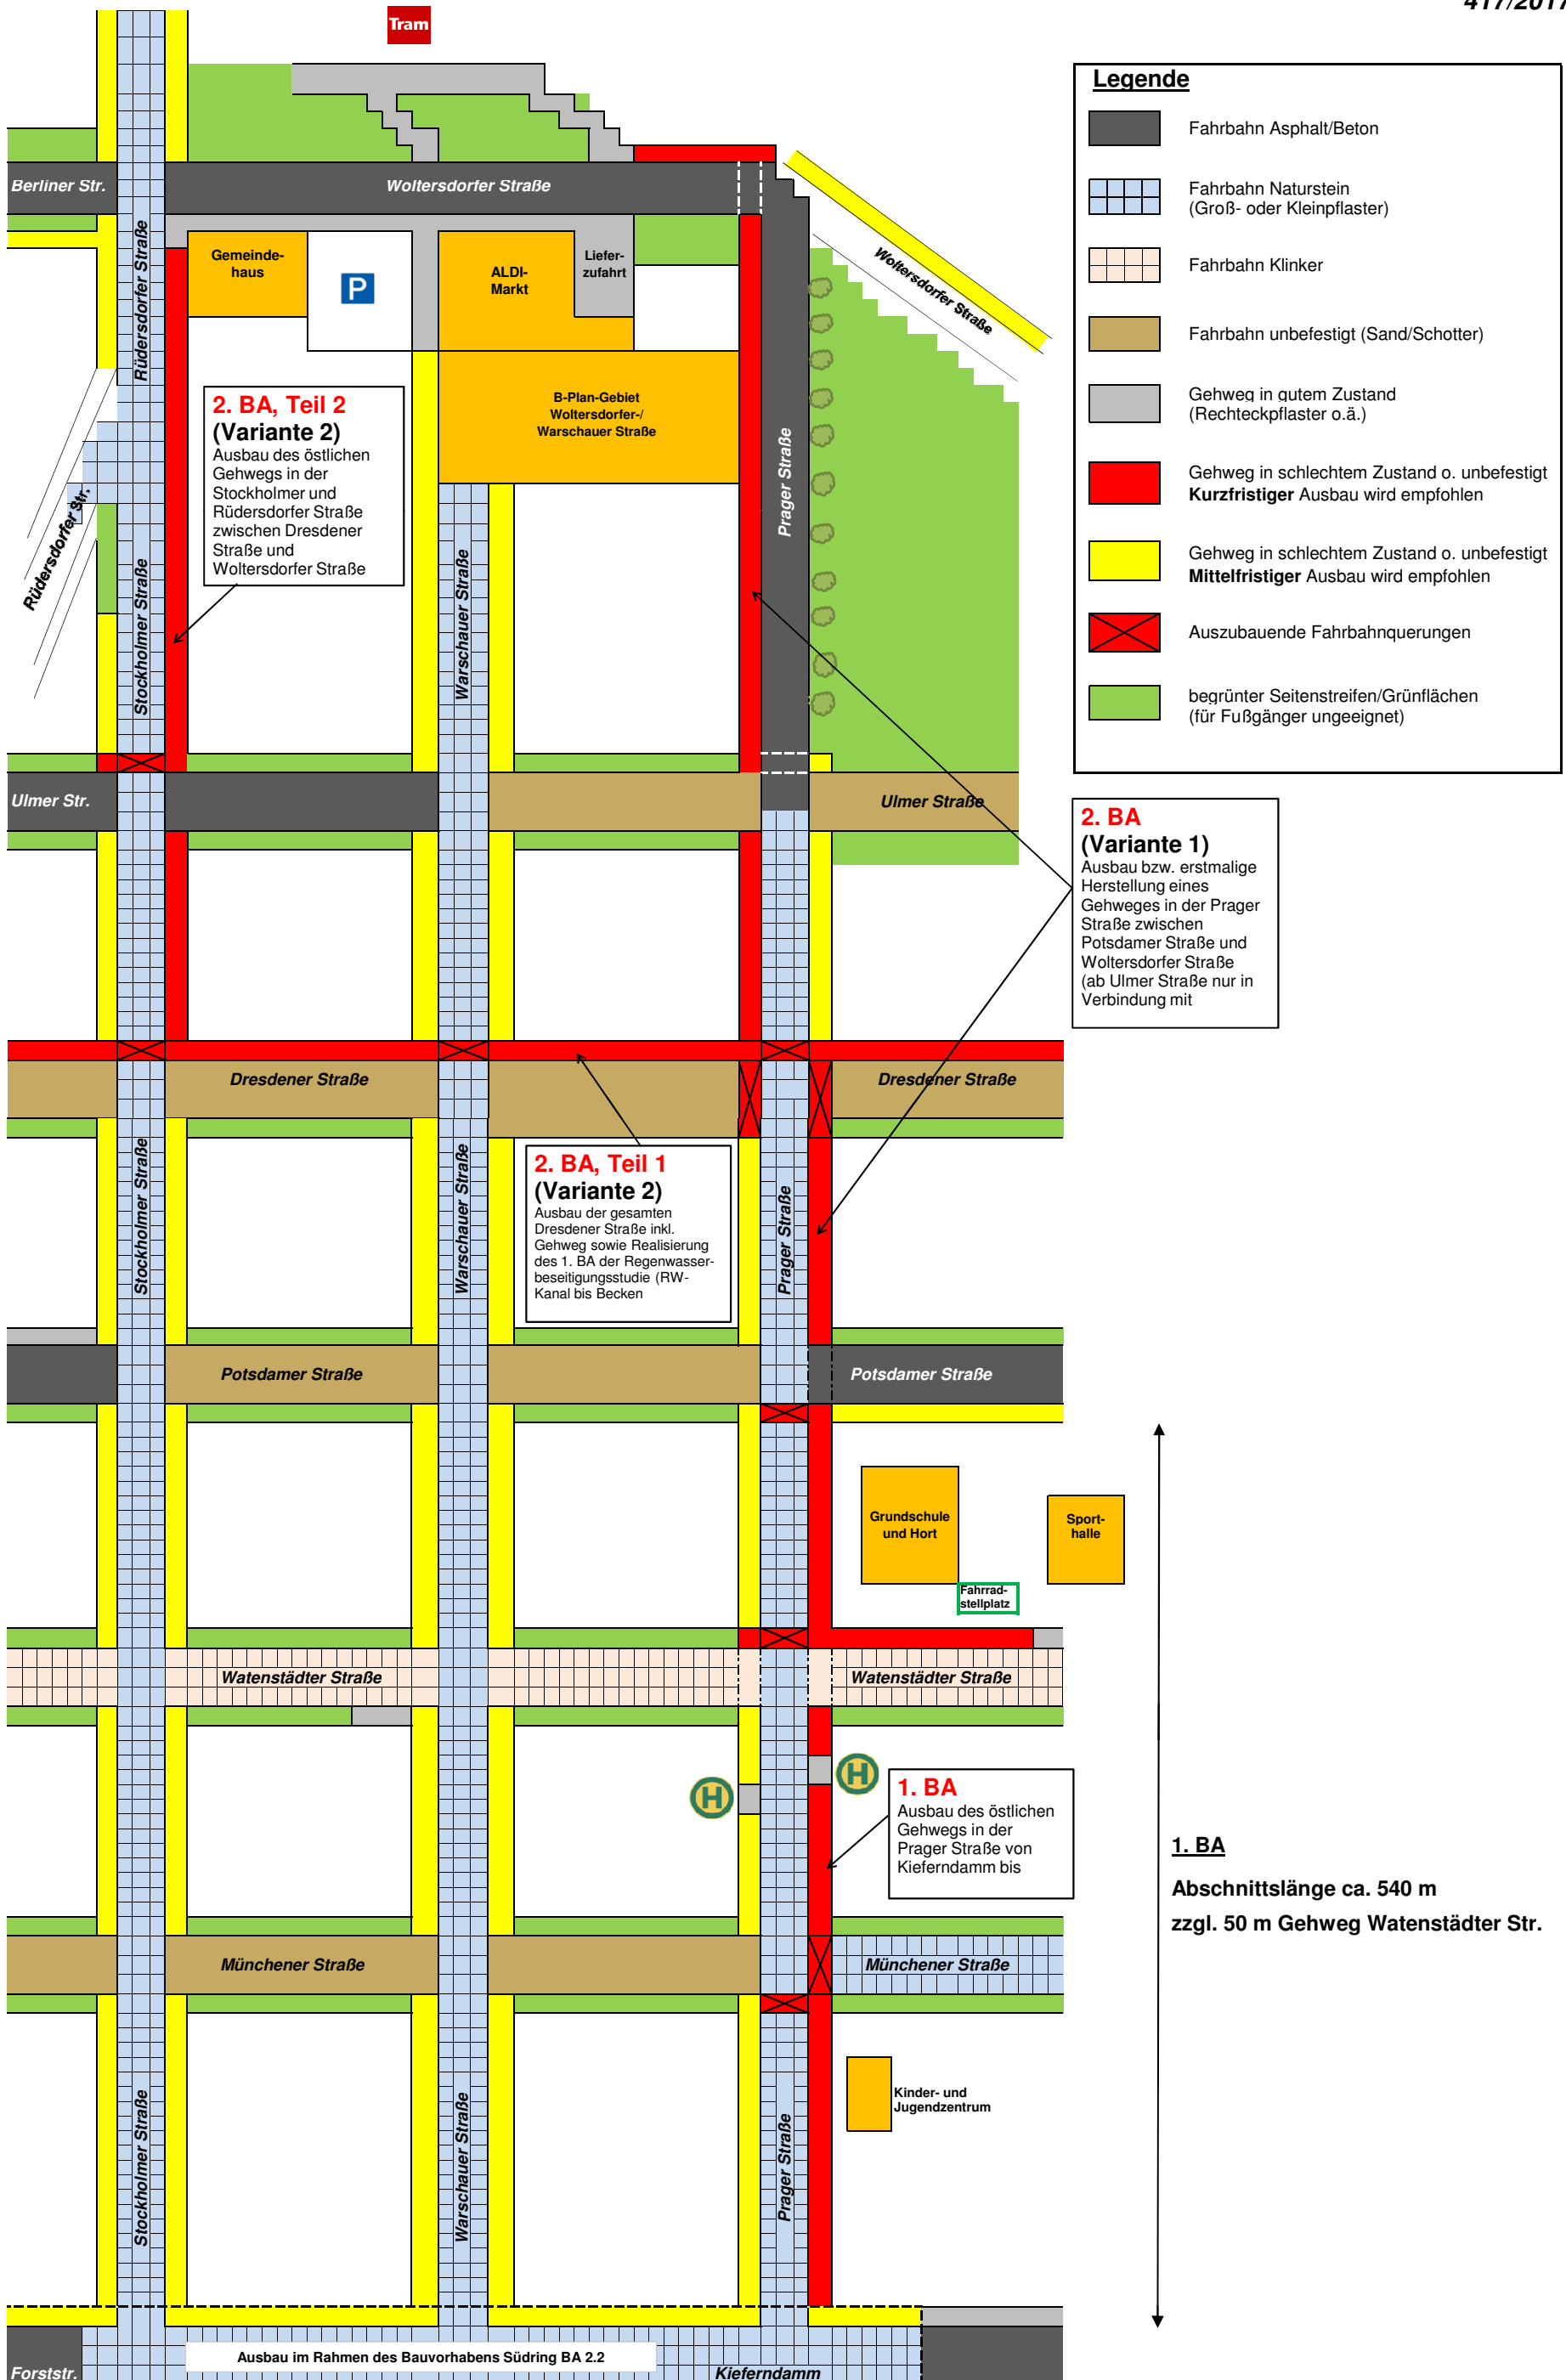 417/2017
Tram
Legende
Fahrbahn Asphalt/Beton
Fahrbahn Naturstein
(Groß- oder Kleinpflaster)
Fahrbahn Klinker
Fahrbahn unbefestigt (Sand/Schotter)
Gehweg in gutem Zustand
(Rechteckpflaster o.ä.)
Gehweg in schlechtem Zustand o. unbefestigt
Kurzfristiger Ausbau wird empfohlen
Gehweg in schlechtem Zustand o. unbefestigt
Mittelfristiger Ausbau wird empfohlen
Auszubauende Fahrbahnquerungen
begrünter Seitenstreifen/Grünflächen
(für Fußgänger ungeeignet)
Berliner Str.
Woltersdorfer Straße
Rüdersdorfer Straße
Gemeinde-
haus
P
ALDI-
Markt
Liefer-
zufahrt
Woltersdorfer Straße
B-Plan-Gebiet
Woltersdorfer-/
Warschauer Straße
2. BA, Teil 2
(Variante 2)
Ausbau des östlichen
Gehwegs in der
Stockholmer und
Rüdersdorfer Straße
zwischen Dresdener
Straße und
Woltersdorfer Straße
Prager Straße
Rüdersdorfer Str.
Stockholmer Straße
Warschauer Straße
Ulmer Str.
Ulmer Straße
2. BA
(Variante 1)
Ausbau bzw. erstmalige
Herstellung eines
Gehweges in der Prager
Straße zwischen
Potsdamer Straße und
Woltersdorfer Straße
(ab Ulmer Straße nur in
Verbindung mit
Dresdener Straße
Dresdener Straße
2. BA, Teil 1
(Variante 2)
Ausbau der gesamten
Dresdener Straße inkl.
Gehweg sowie Realisierung
des 1. BA der Regenwasser-
beseitigungsstudie (RW-
Kanal bis Becken
Stockholmer Straße
Warschauer Straße
Prager Straße
Potsdamer Straße
Potsdamer Straße
Grundschule
und Hort
Sport-
halle
Fahrrad-
stellplatz
Watenstädter Straße
Watenstädter Straße
H
H
1. BA
Ausbau des östlichen
Gehwegs in der
Prager Straße von
Kieferndamm bis
1. BA
Abschnittslänge ca. 540 m
zzgl. 50 m Gehweg Watenstädter Str.
Münchener Straße
Münchener Straße
Kinder- und
Jugendzentrum
Stockholmer Straße
Warschauer Straße
Prager Straße
Ausbau im Rahmen des Bauvorhabens Südring BA 2.2
Forststr.
Kieferndamm